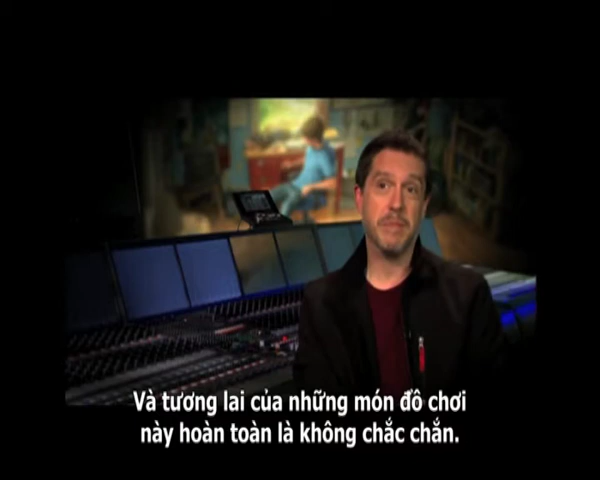 Và tương lai của những món đồ chơi
này hoàn toàn là không chắc chắn.